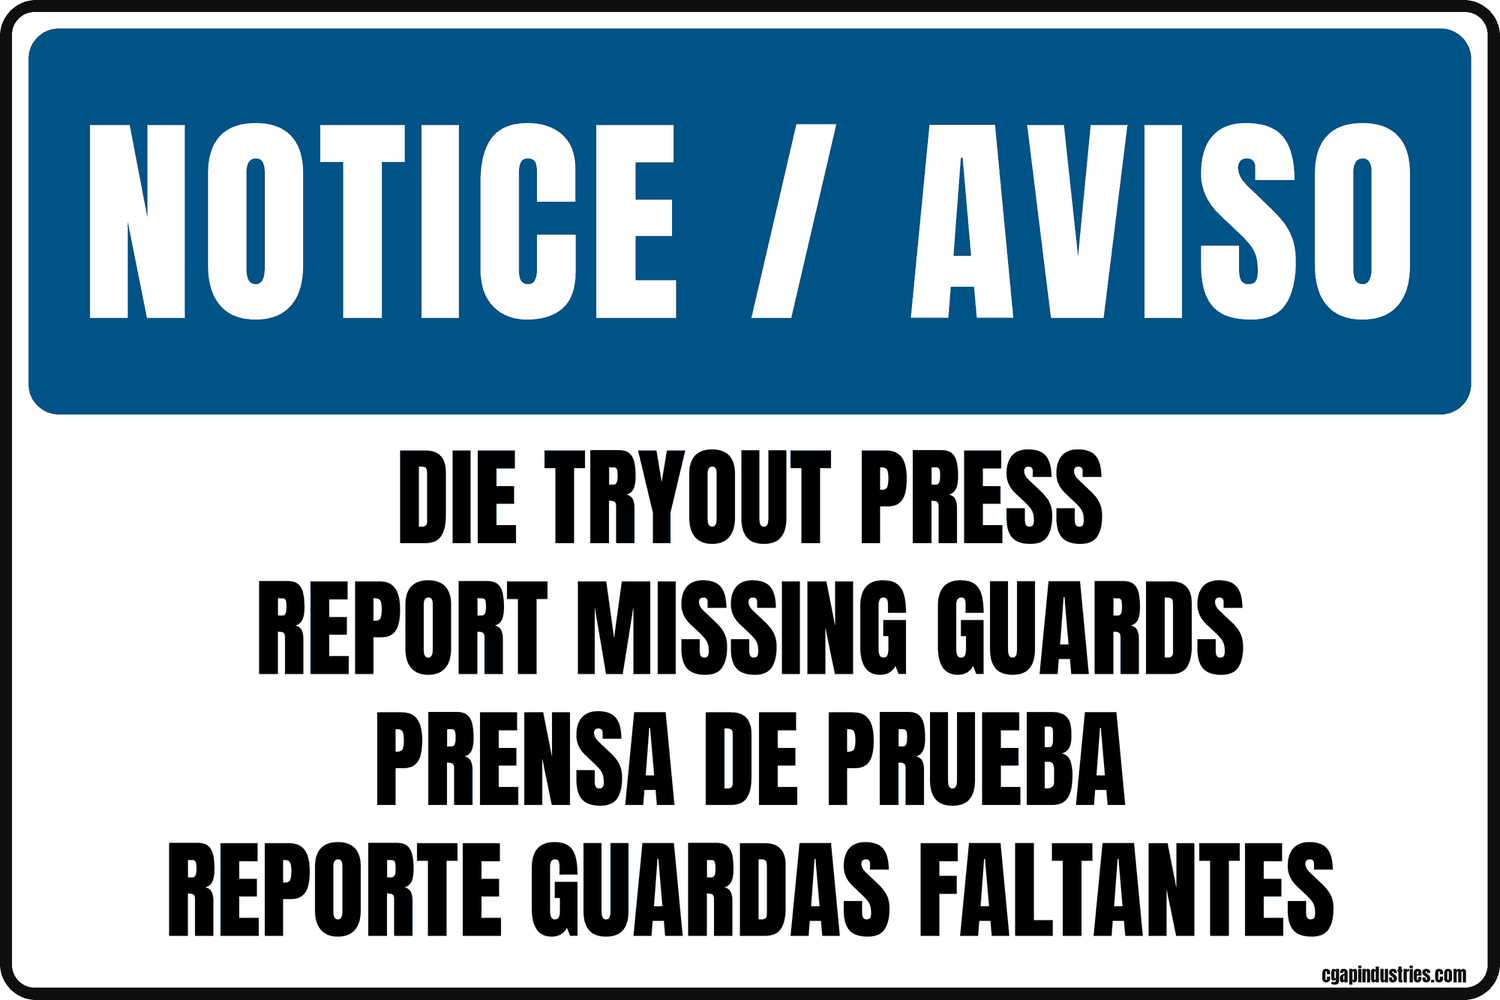 NOTICE / AVISO
DIE TRYOUT PRESS
REPORT MISSING GUARDS
PRENSA DE PRUEBA
REPORTE GUARDAS FALTANTES
cgapindustries.com